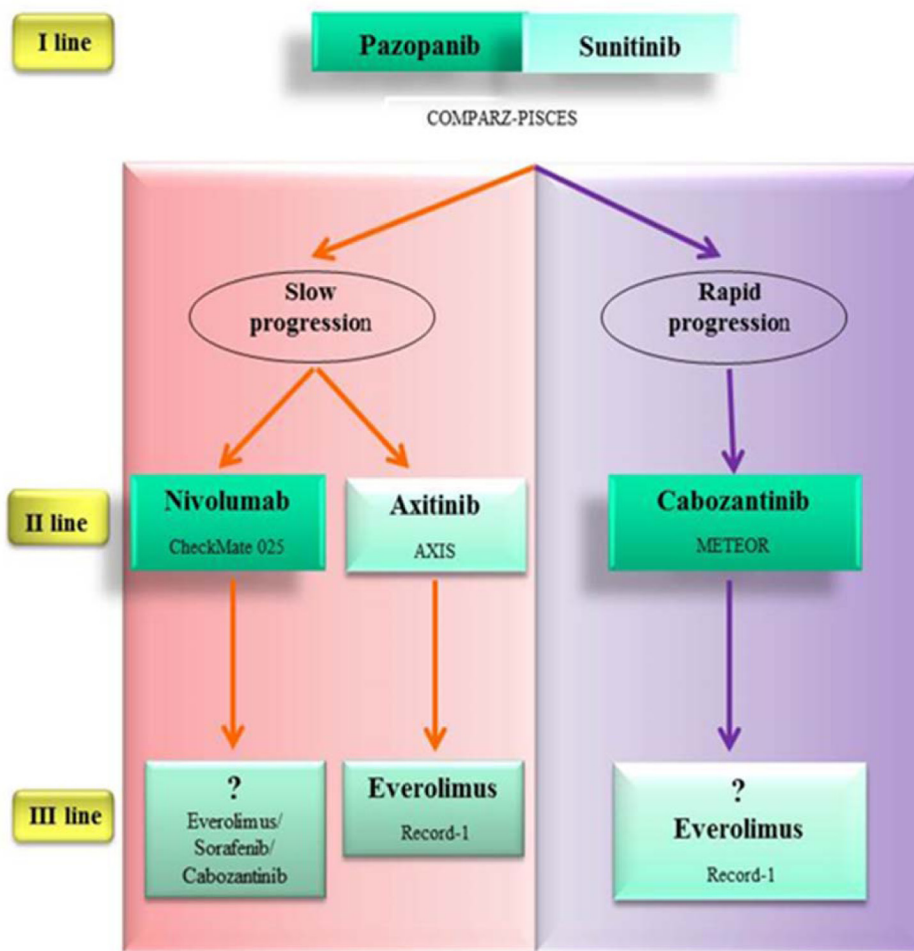 I line
Pazopanib
Sunitinib
COMPARZ-PISCES
Slow
progression
Rapid
progression
II line
Nivolumab
CheckMate 025
Axitinib
AXIS
Cabozantinib
METEOR
III line
?
Everolimus/
Sorafenib/
Cabozantinib
Everolimus
Record-1
?
Everolimus
Record-1